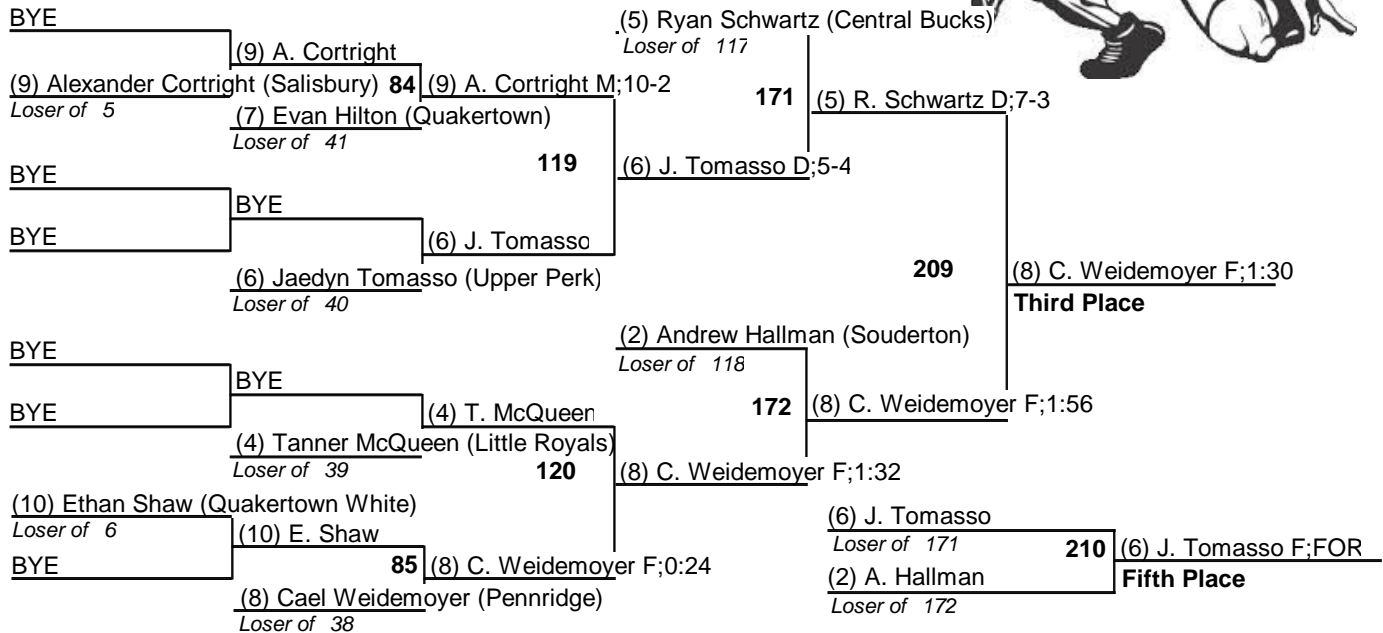 BYE
(5) Ryan Schwartz (Central Bucks)
Loser of 117
(9) A. Cortright
(9) Alexander Cortright (Salisbury) 84 (9) A. Cortright M;10-2
Loser of 5
171 (5) R. Schwartz D;7-3
(7) Evan Hilton (Quakertown)
Loser of 41
119 (6) J. Tomasso D;5-4
BYE
BYE
BYE
(6) J. Tomasso
209 (8) C. Weidemoyer F;1:30
(6) Jaedyn Tomasso (Upper Perk)
Loser of 40
Third Place
(2) Andrew Hallman (Souderton)
Loser of 118
BYE
BYE
BYE
(4) T. McQueen
172 (8) C. Weidemoyer F;1:56
(4) Tanner McQueen (Little Royals)
Loser of 39
120 (8) C. Weidemoyer F;1:32
(10) Ethan Shaw (Quakertown White)
Loser of 6
(10) E. Shaw
BYE
85 (8) C. Weidemoyer F;0:24
(8) Cael Weidemoyer (Pennridge)
Loser of 38
(6) J. Tomasso
Loser of 171
210 (6) J. Tomasso F;FOR
(2) A. Hallman
Fifth Place
Loser of 172